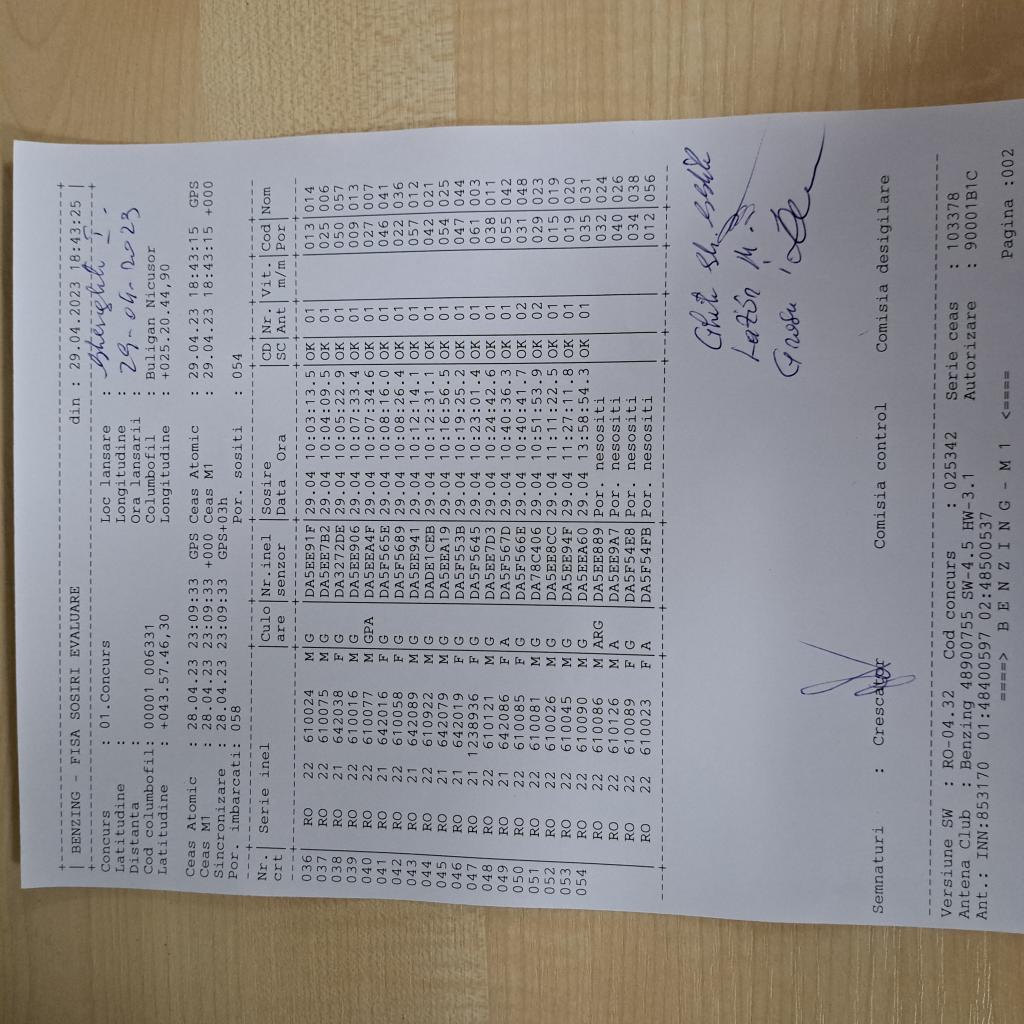 BENZING - FISA SOSIRI EVALUARE din : 29.04.2023 18:43:25
Concurs : 01.Concurs Loc lansare :
Latitudine : Longitudine : 29-04-2023
Distanta : Ora lansarii :
Cod columbofil: 00001 006331 Columbofil : Buligan Nicusor
Latitudine : +043.57.46,30 Longitudine : +025.20.44,90
Ceas Atomic : 28.04.23 23:09:33 GPS Ceas Atomic : 29.04.23 18:43:15 GPS
Ceas M1 : 28.04.23 23:09:33 +000 Ceas M1 : 29.04.23 18:43:15 +000
Sincronizare : 28.04.23 23:09:33 GPS+03h
Por. imbarcati: 058 Por. sositi : 054
Nr. Serie inel Culo Nr.inel Sosire CD Nr. Vit. Cod Nom
crt are senzor Data Ora SC Ant m/m Por
036 RO 22 610024 M G DA5EE91F 29.04 10:03:13.5 OK 01 013 014
037 RO 22 610075 M G DA5EE7B2 29.04 10:04:09.5 OK 01 025 006
038 RO 21 642038 F G DA3272DE 29.04 10:05:22.9 OK 01 050 057
039 RO 22 610016 M G DA5EE906 29.04 10:07:33.4 OK 01 009 013
040 RO 22 610077 M GPA DA5EEA4F 29.04 10:07:34.6 OK 01 027 007
041 RO 21 642016 F G DA5F565E 29.04 10:08:16.0 OK 01 046 041
042 RO 22 610058 F G DA5F5689 29.04 10:08:26.4 OK 01 022 036
043 RO 21 642089 M G DA5EE941 29.04 10:12:14.1 OK 01 057 012
044 RO 22 610922 M G DADE1CEB 29.04 10:12:31.1 OK 01 042 021
045 RO 21 642079 M G DA5EEA19 29.04 10:16:56.5 OK 01 054 025
046 RO 21 642019 F G DA5F553B 29.04 10:19:25.2 OK 01 047 044
047 RO 21 1238936 F G DA5F5645 29.04 10:23:01.4 OK 01 061 003
048 RO 22 610121 M G DA5EE7D3 29.04 10:24:42.6 OK 01 038 011
049 RO 21 642086 F A DA5F567D 29.04 10:40:36.3 OK 01 055 042
050 RO 22 610085 F G DA5F566E 29.04 10:40:41.7 OK 02 031 048
051 RO 22 610081 M G DA78C406 29.04 10:51:53.9 OK 02 029 023
052 RO 22 610026 M G DA5EE8CC 29.04 11:11:22.5 OK 01 015 019
053 RO 22 610045 M G DA5EE94F 29.04 11:27:11.8 OK 01 019 020
054 RO 22 610090 M G DA5EEA60 29.04 13:58:54.3 OK 01 035 031
RO 22 610086 M ARG DA5EE889 Por. nesositi 032 024
RO 22 610126 M A DA5EE9A7 Por. nesositi 040 026
RO 22 610089 F G DA5F54E8 Por. nesositi 034 038
RO 22 610023 F A DA5F54FB Por. nesositi 012 056
Semnaturi : Crescator Comisia control Comisia desigilare
Versiune SW : RO-04.32 Cod concurs : 025342 Serie ceas : 103378
Antena Club : Benzing 48900755 SW-4.5 HW-3.1 Autorizare : 90001B1C
Ant.: INN:853170 01:48400597 02:48500537
====> B E N Z I N G - M 1 <==== Pagina :002